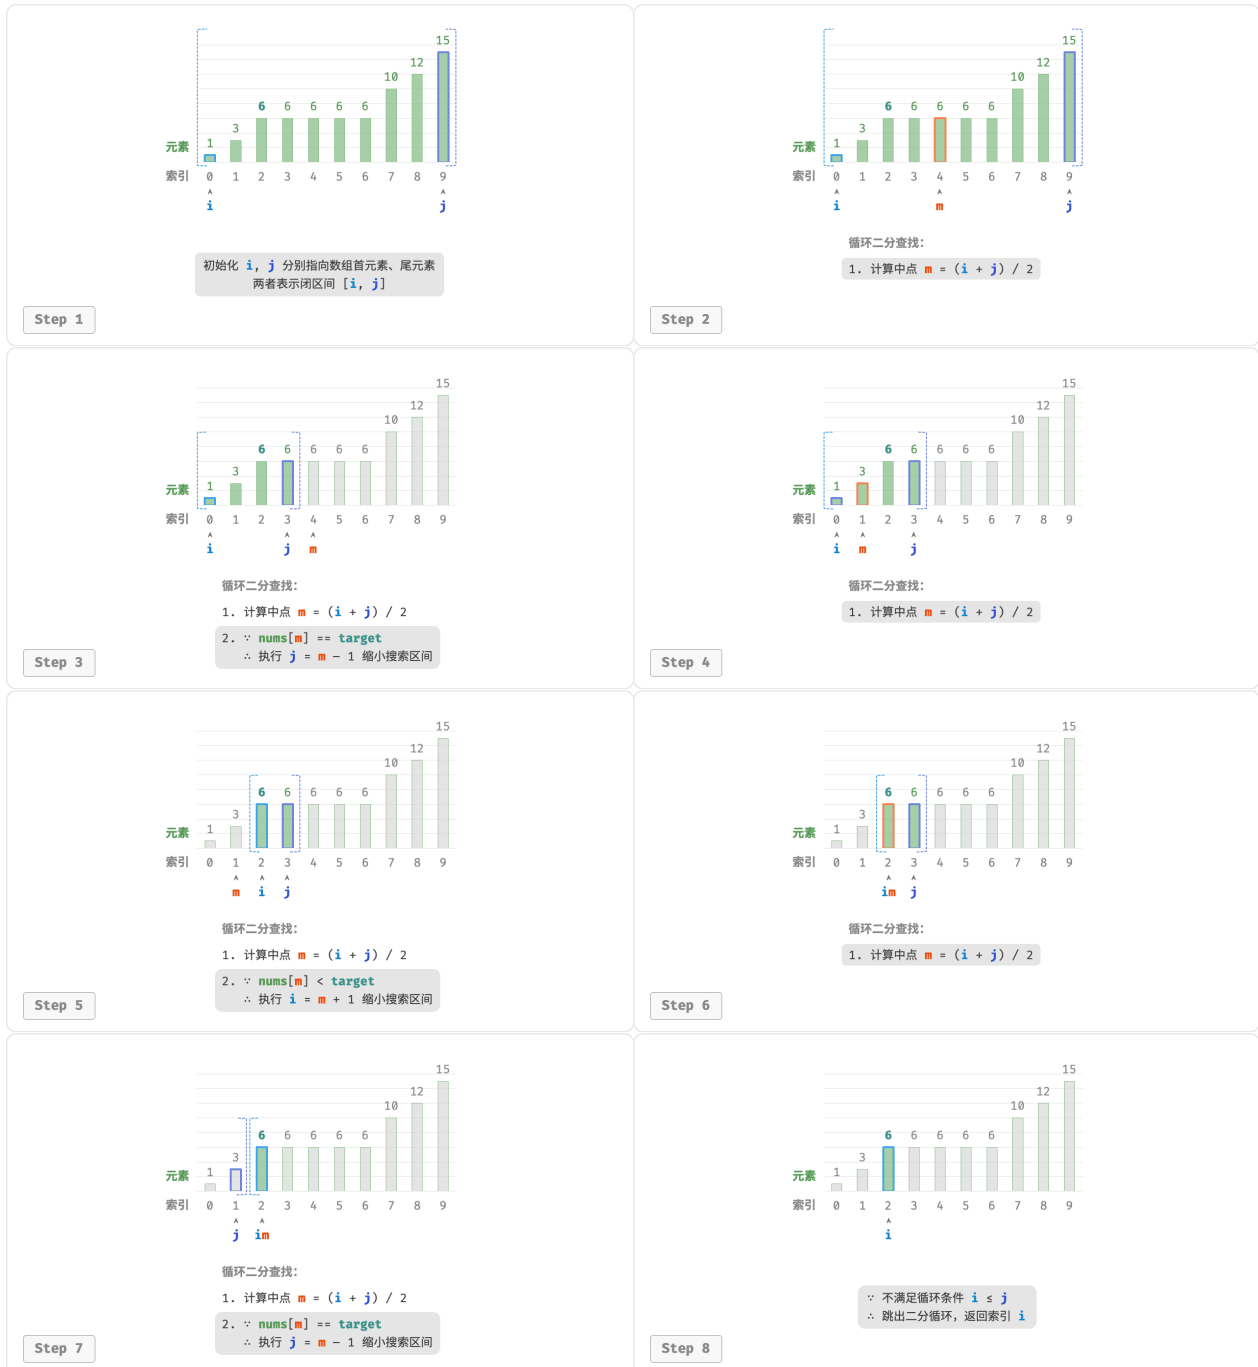 15
12
10
6 6 6 6 6
3
1
元素
索引 0 1 2 3 4 5 6 7 8 9
i j
初始化 i, j 分别指向数组首元素、尾元素
两者表示闭区间 [i, j]
Step 1
15
12
10
6 6 6 6 6
3
1
元素
索引 0 1 2 3 4 5 6 7 8 9
i m j
循环二分查找:
1. 计算中点 m = (i + j) / 2
Step 2
15
12
10
6 6 6 6 6
3
1
元素
索引 0 1 2 3 4 5 6 7 8 9
i j m
循环二分查找:
1. 计算中点 m = (i + j) / 2
2. ∵ nums[m] == target
∴ 执行 j = m − 1 缩小搜索区间
Step 3
15
12
10
6 6 6 6 6
3
1
元素
索引 0 1 2 3 4 5 6 7 8 9
i m j
循环二分查找:
1. 计算中点 m = (i + j) / 2
Step 4
15
12
10
6 6 6 6 6
3
1
元素
索引 0 1 2 3 4 5 6 7 8 9
m i j
循环二分查找:
1. 计算中点 m = (i + j) / 2
2. ∵ nums[m] < target
∴ 执行 i = m + 1 缩小搜索区间
Step 5
15
12
10
6 6 6 6 6
3
1
元素
索引 0 1 2 3 4 5 6 7 8 9
im j
循环二分查找:
1. 计算中点 m = (i + j) / 2
Step 6
15
12
10
6 6 6 6 6
3
1
元素
索引 0 1 2 3 4 5 6 7 8 9
j im
循环二分查找:
1. 计算中点 m = (i + j) / 2
2. ∵ nums[m] == target
∴ 执行 j = m − 1 缩小搜索区间
Step 7
15
12
10
6 6 6 6 6
3
1
元素
索引 0 1 2 3 4 5 6 7 8 9
i
∵ 不满足循环条件 i ≤ j
∴ 跳出二分循环，返回索引 i
Step 8